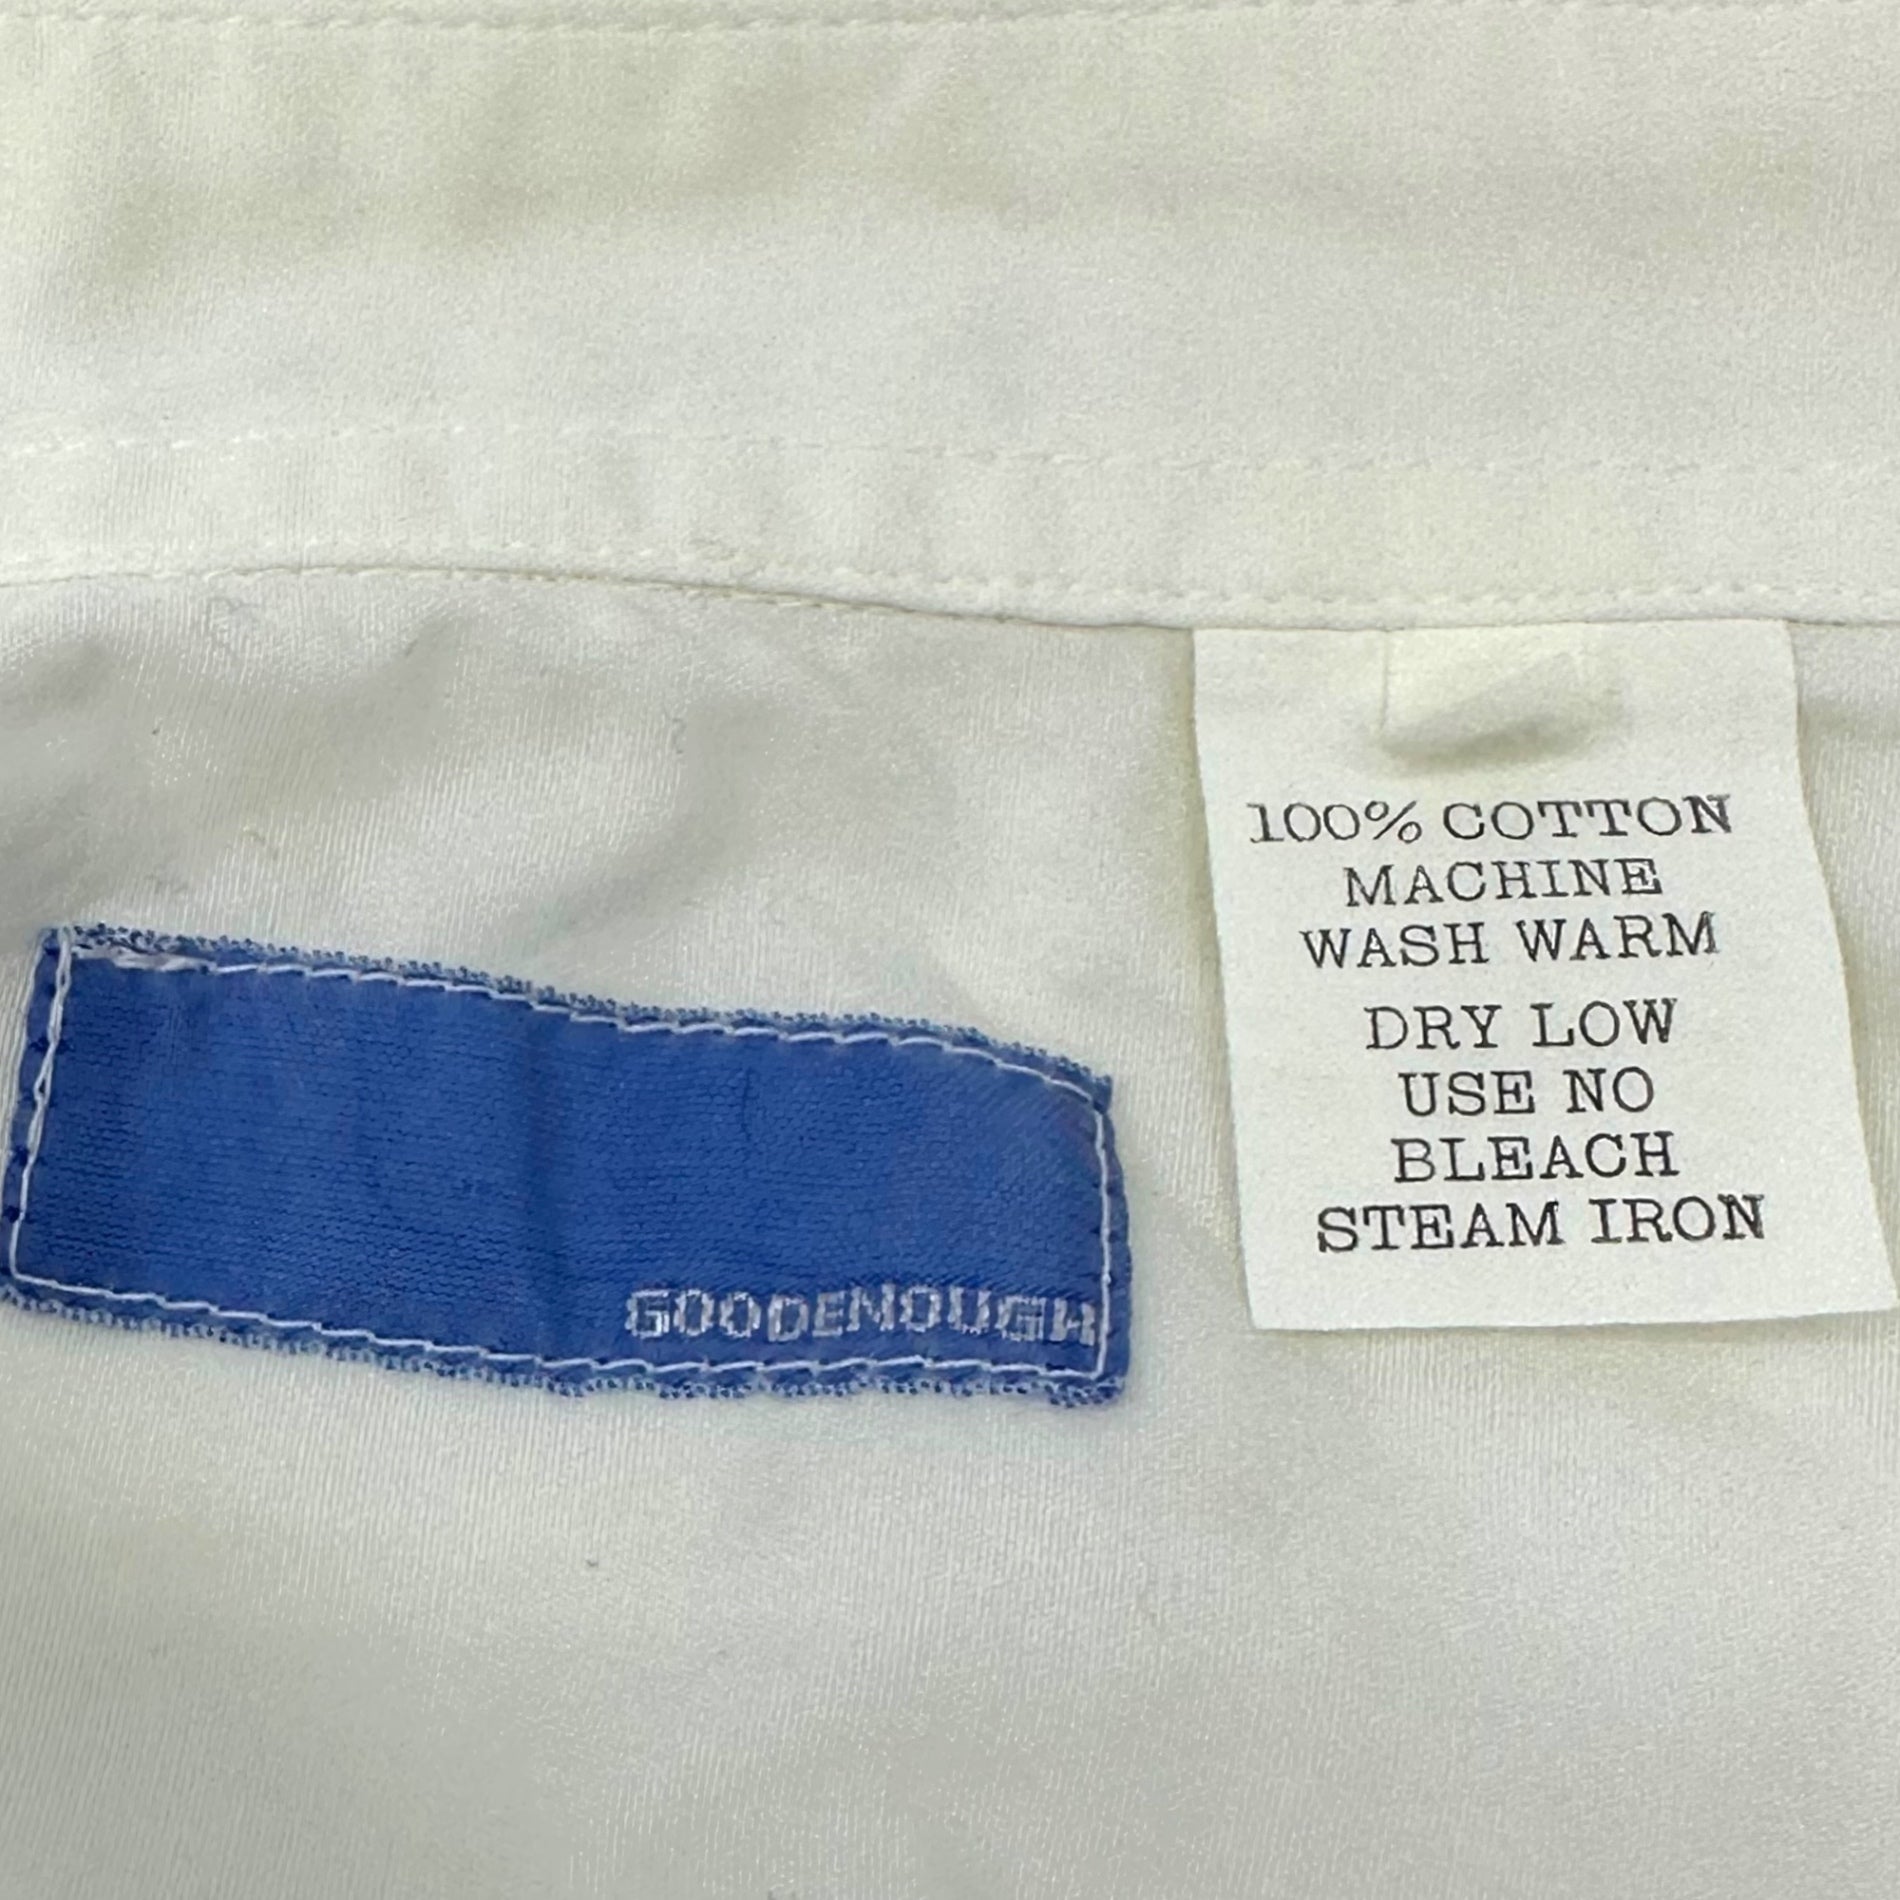 100% COTTON
MACHINE
WASH WARM
DRY LOW
USE NO
BLEACH
STEAM IRON
GOODENOUGH